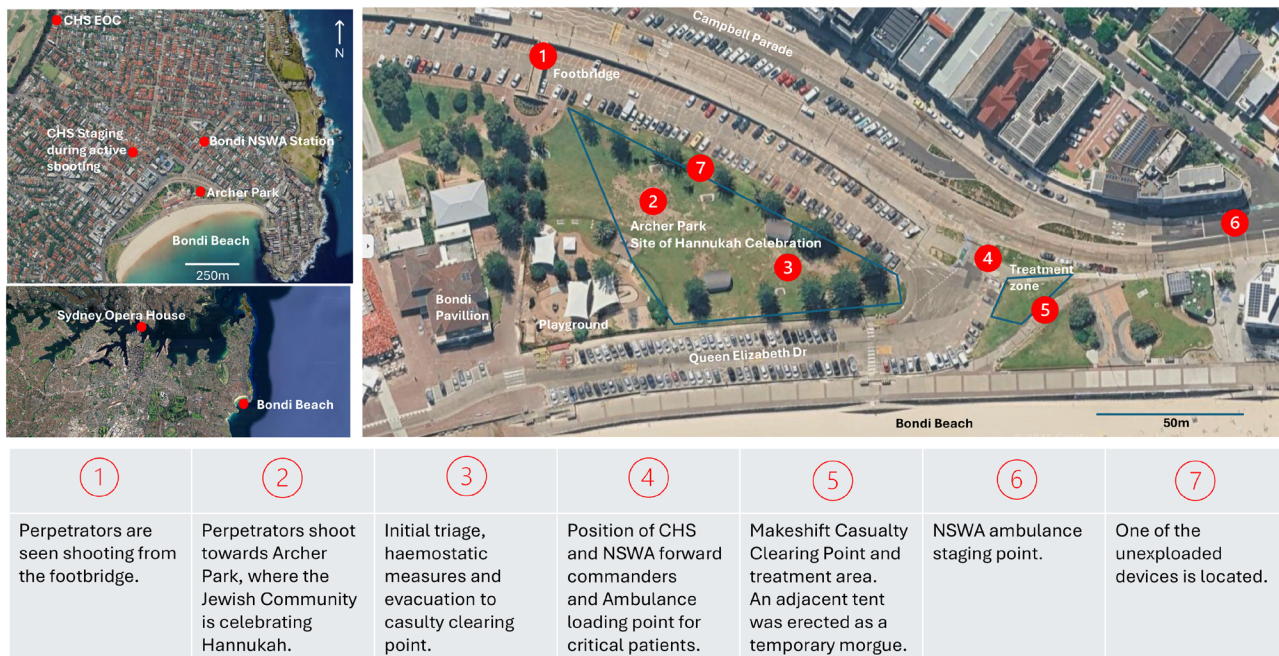 CHS EOC
N
CHS Staging
during active
shooting
Bondi NSWA Station
Archer Park
Bondi Beach
250m
Sydney Opera House
Bondi Beach
Campbell Parade
1
Footbridge
7
2
Archer Park
Site of Hannukah Celebration
3
6
4
Treatment
zone
5
Bondi
Pavillion
Playground
Queen Elizabeth Dr
Bondi Beach
50m
1
Perpetrators are
seen shooting from
the footbridge.
2
Perpetrators shoot
towards Archer
Park, where the
Jewish Community
is celebrating
Hannukah.
3
Initial triage,
haemostatic
measures and
evacuation to
casulty clearing
point.
4
Position of CHS
and NSWA forward
commanders
and Ambulance
loading point for
critical patients.
5
Makeshift Casualty
Clearing Point and
treatment area.
An adjacent tent
was erected as a
temporary morgue.
6
NSWA ambulance
staging point.
7
One of the
unexploaded
devices is located.